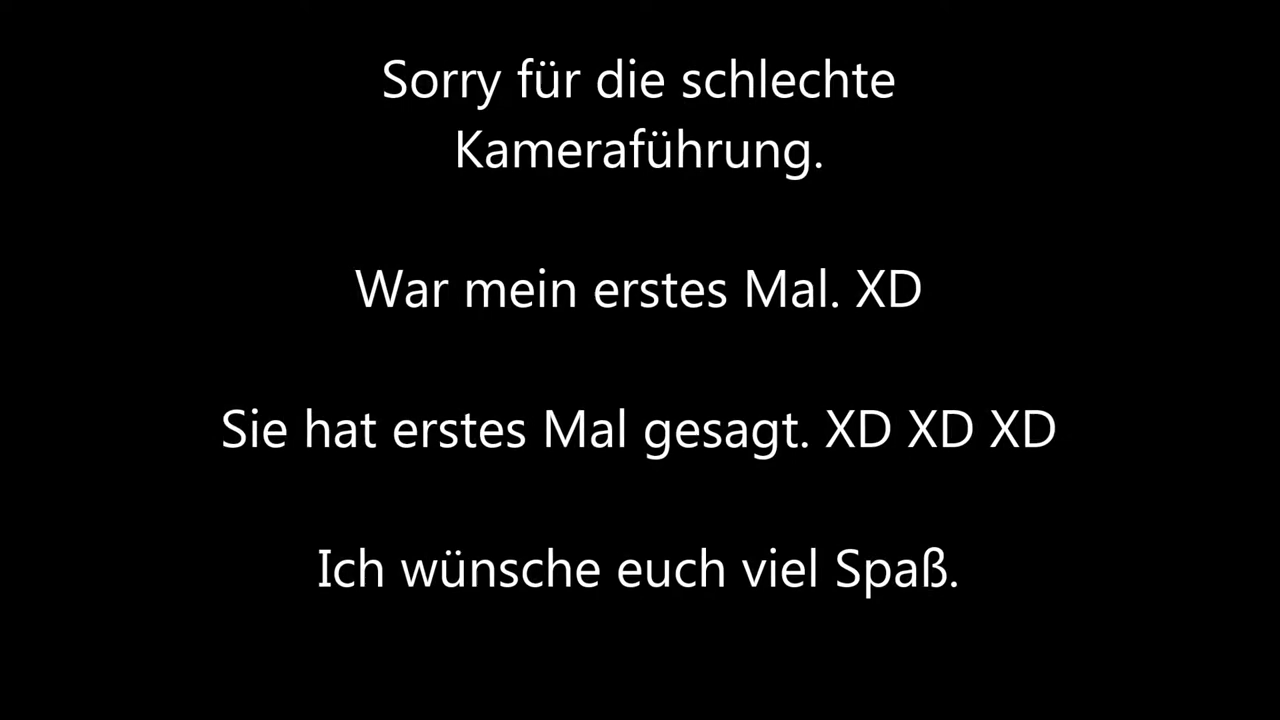 Sorry für die schlechte
Kameraführung.
War mein erstes Mal. XD
Sie hat erstes Mal gesagt. XD XD XD
Ich wünsche euch viel Spaß.